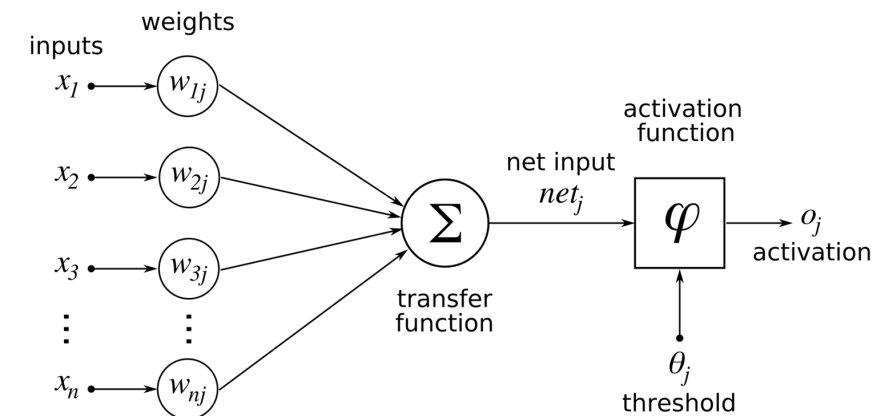 weights
inputs
x₁
w₁ⱼ
activation
function
x₂
w₂ⱼ
net input
netⱼ
Σ
φ
oⱼ
activation
x₃
w₃ⱼ
transfer
function
⋮
⋮
θⱼ
xₙ
wₙⱼ
threshold